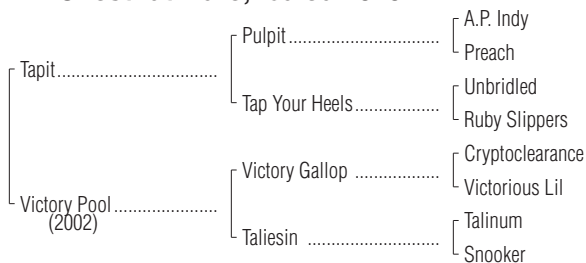 A.P. Indy
Pulpit
Preach
Tapit
Unbridled
Tap Your Heels
Ruby Slippers
Cryptoclearance
Victory Gallop
Victorious Lil
Victory Pool
(2002)
Talinum
Taliesin
Snooker